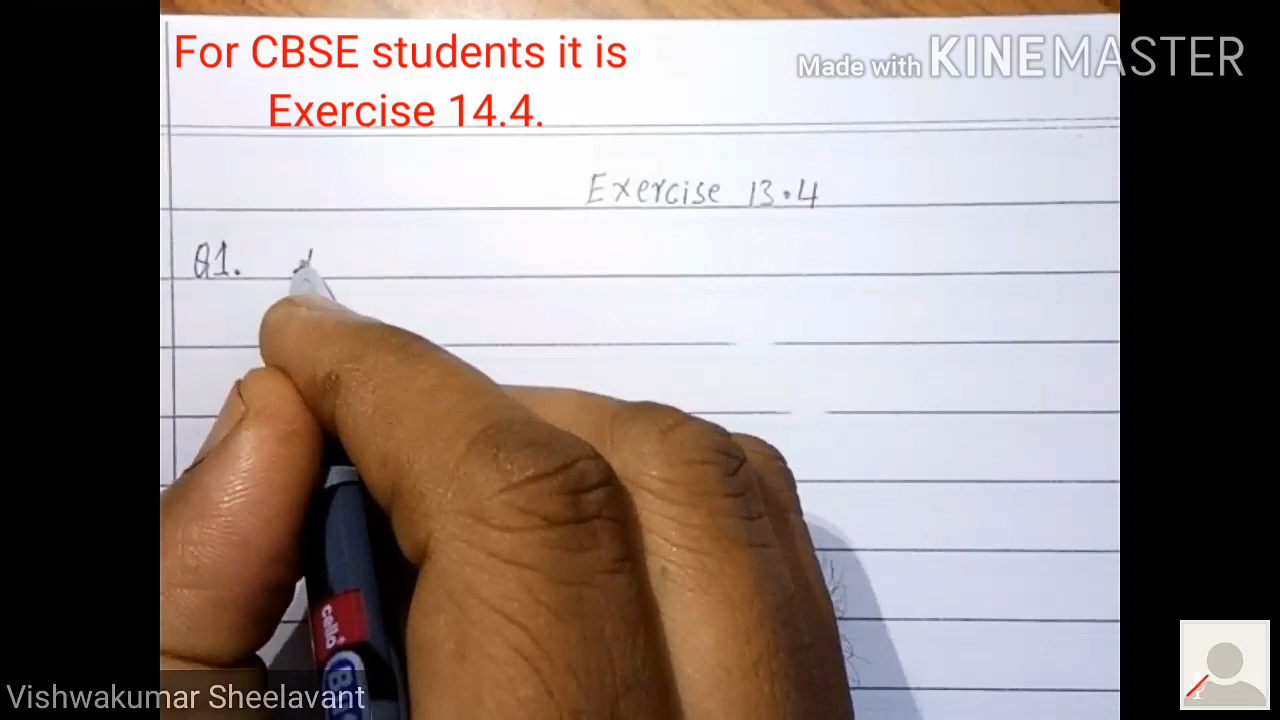 For CBSE students it is
Exercise 14.4.
Made with KINEMASTER
Exercise 13.4
Q1.
cello
Vishwakumar Sheelavant